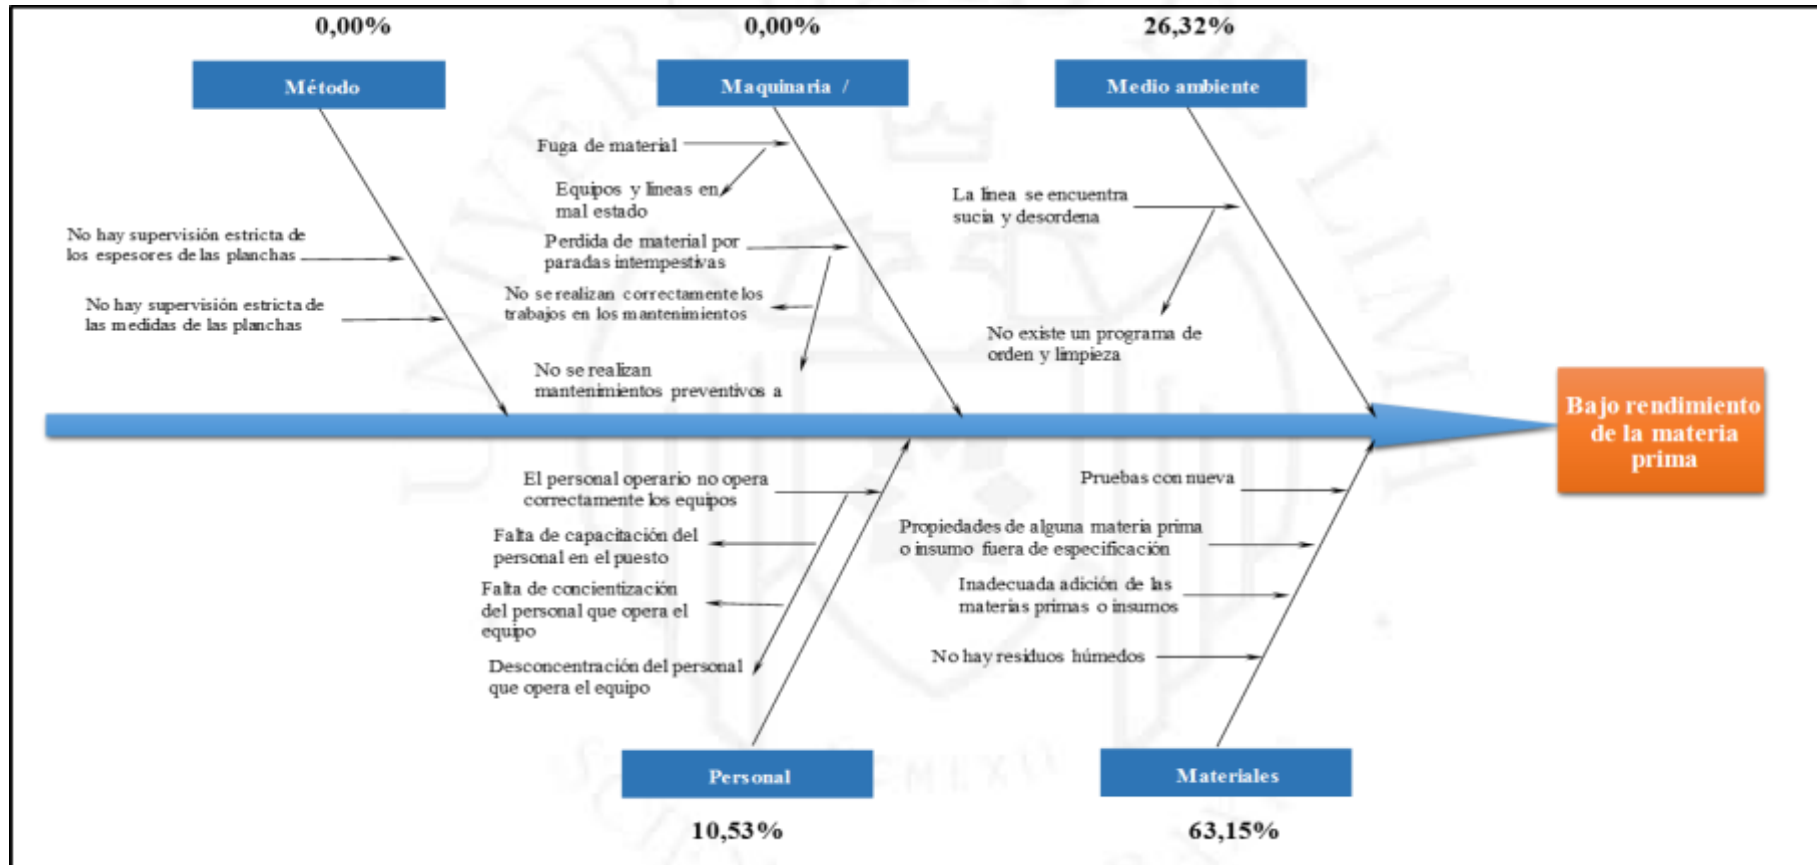 0,00%
0,00%
26,32%
Método
Maquinaria /
Medio ambiente
Fuga de material
Equipos y líneas en
mal estado
La línea se encuentra
sucia y desordena
No hay supervisión estricta de
los espesores de las planchas
Perdida de material por
paradas intempestivas
No hay supervisión estricta de
las medidas de las planchas
No se realizan correctamente los
trabajos en los mantenimientos
No existe un programa de
orden y limpieza
No se realizan
mantenimientos preventivos a
Bajo rendimiento
de la materia
prima
El personal operario no opera
correctamente los equipos
Pruebas con nueva
Falta de capacitación del
personal en el puesto
Propiedades de alguna materia prima
o insumo fuera de especificación
Falta de concientización
del personal que opera el
equipo
Inadecuada adición de las
materias primas o insumos
Desconcentración del personal
que opera el equipo
No hay residuos húmedos
Personal
Materiales
10,53%
63,15%